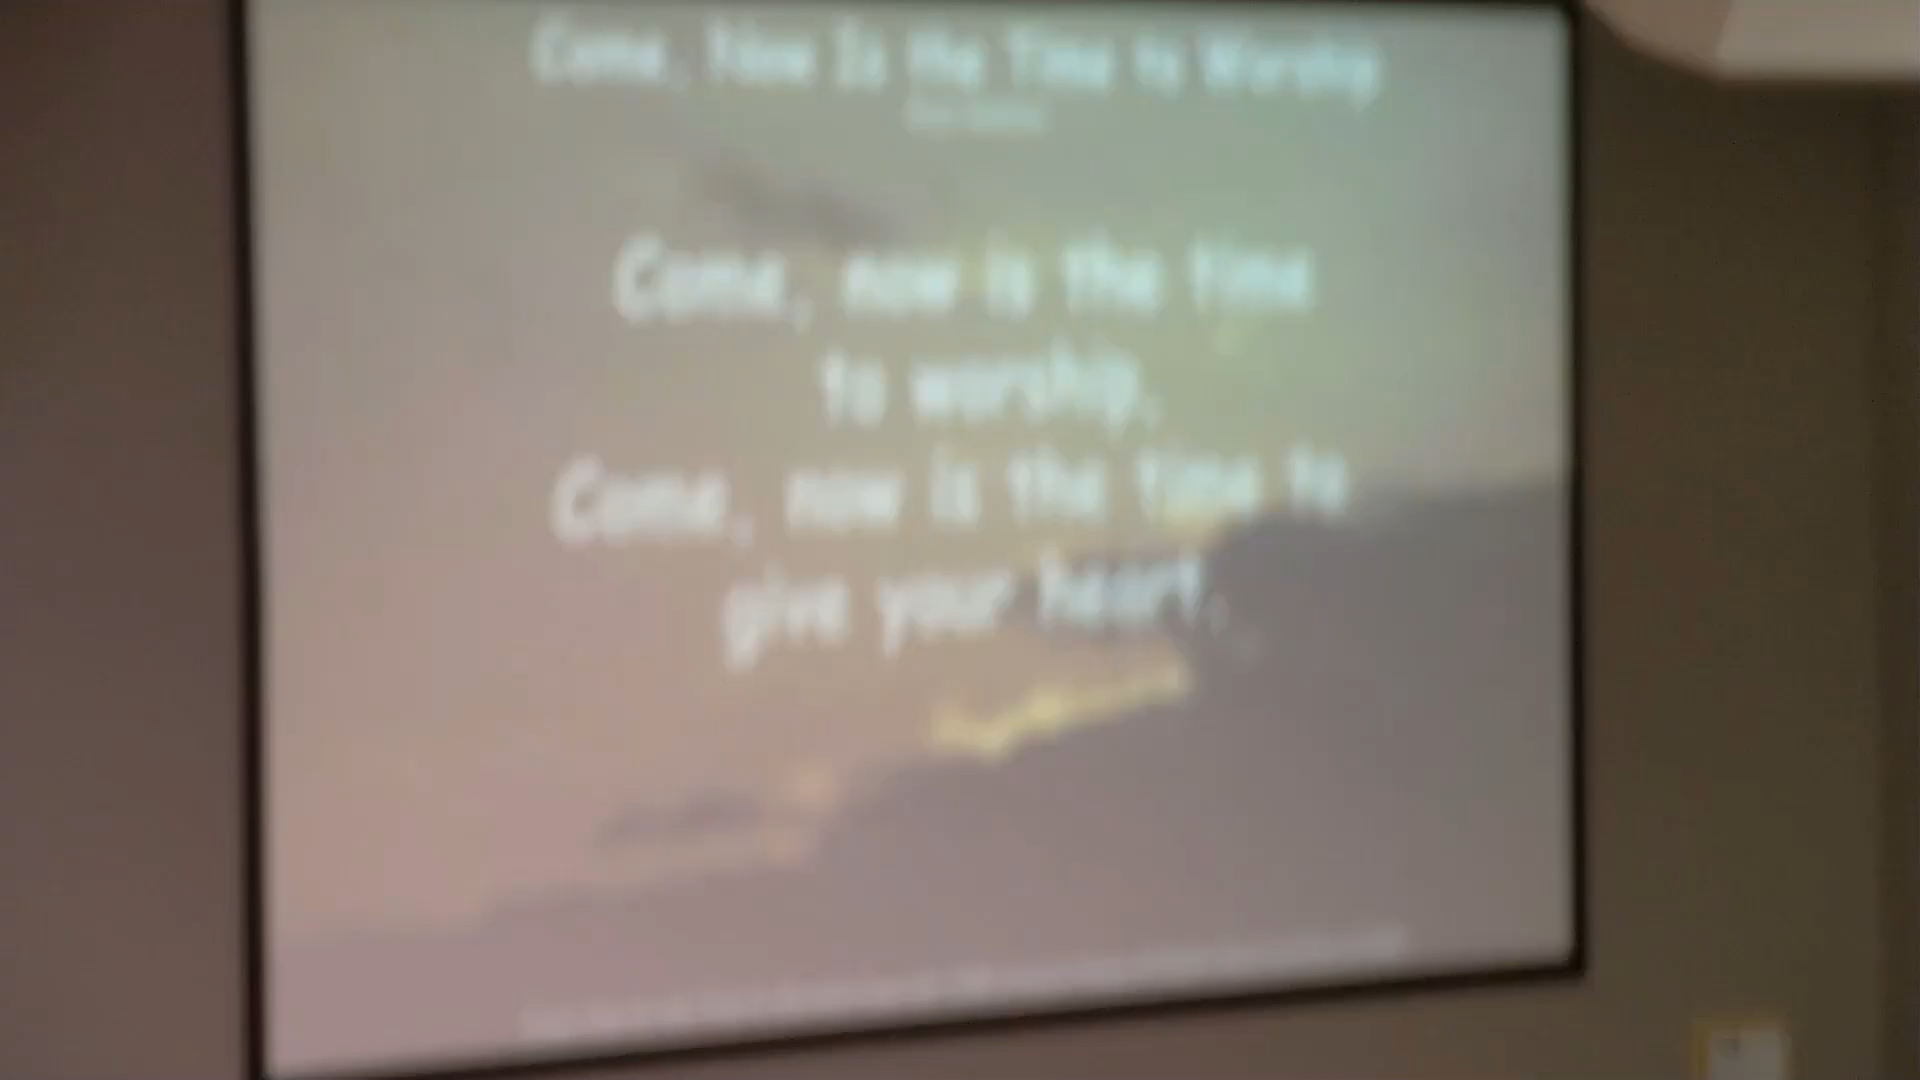 Come, Now Is the Time to Worship
Come, now is the time
to worship.
Come, now is the time to
give your heart.